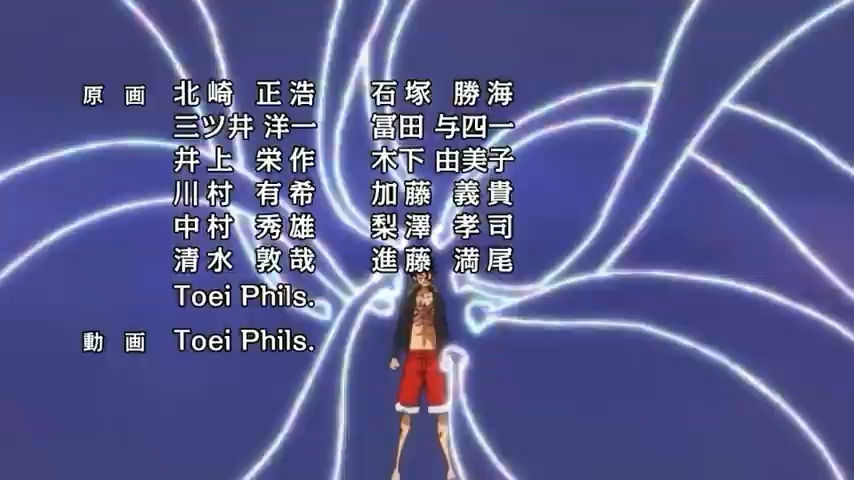 原画 北崎 正浩 石塚 勝海
三ツ井 洋一 冨田 与四一
井上 栄作 木下 由美子
川村 有希 加藤 義貴
中村 秀雄 梨澤 孝司
清水 敦哉 進藤 満尾
Toei Phils.
動画 Toei Phils.